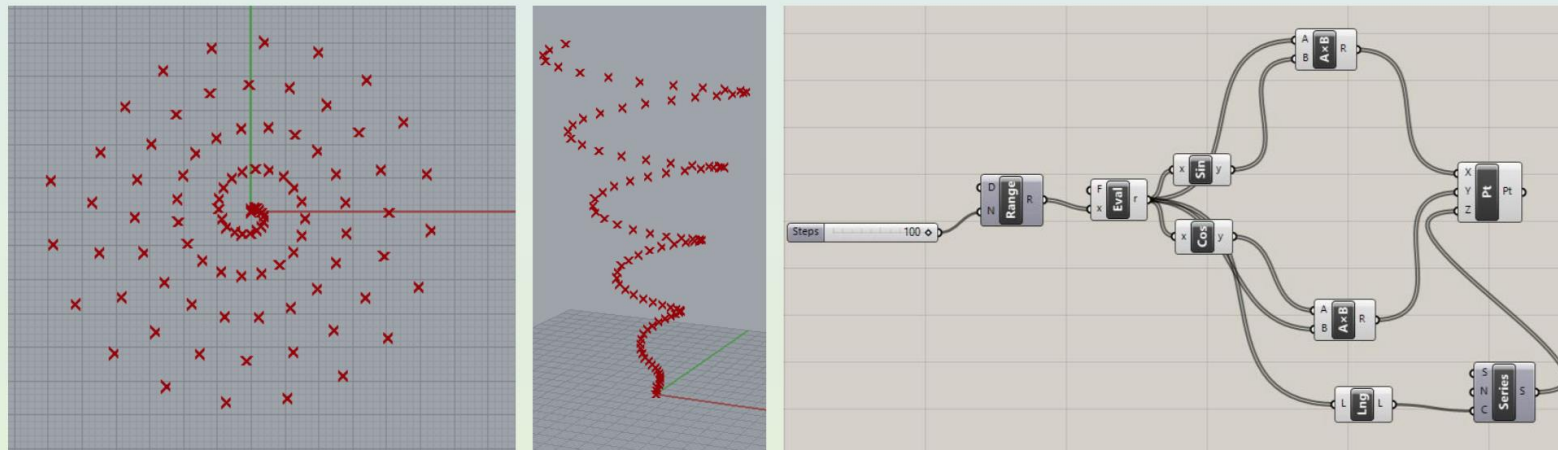 A
B
A×B
R
x
Sin
y
D
N
Range
R
F
x
Eval
r
X
Y
Z
Pt
Pt
Steps
100
x
Cos
y
A
B
A×B
R
L
Lng
L
S
N
C
Series
S